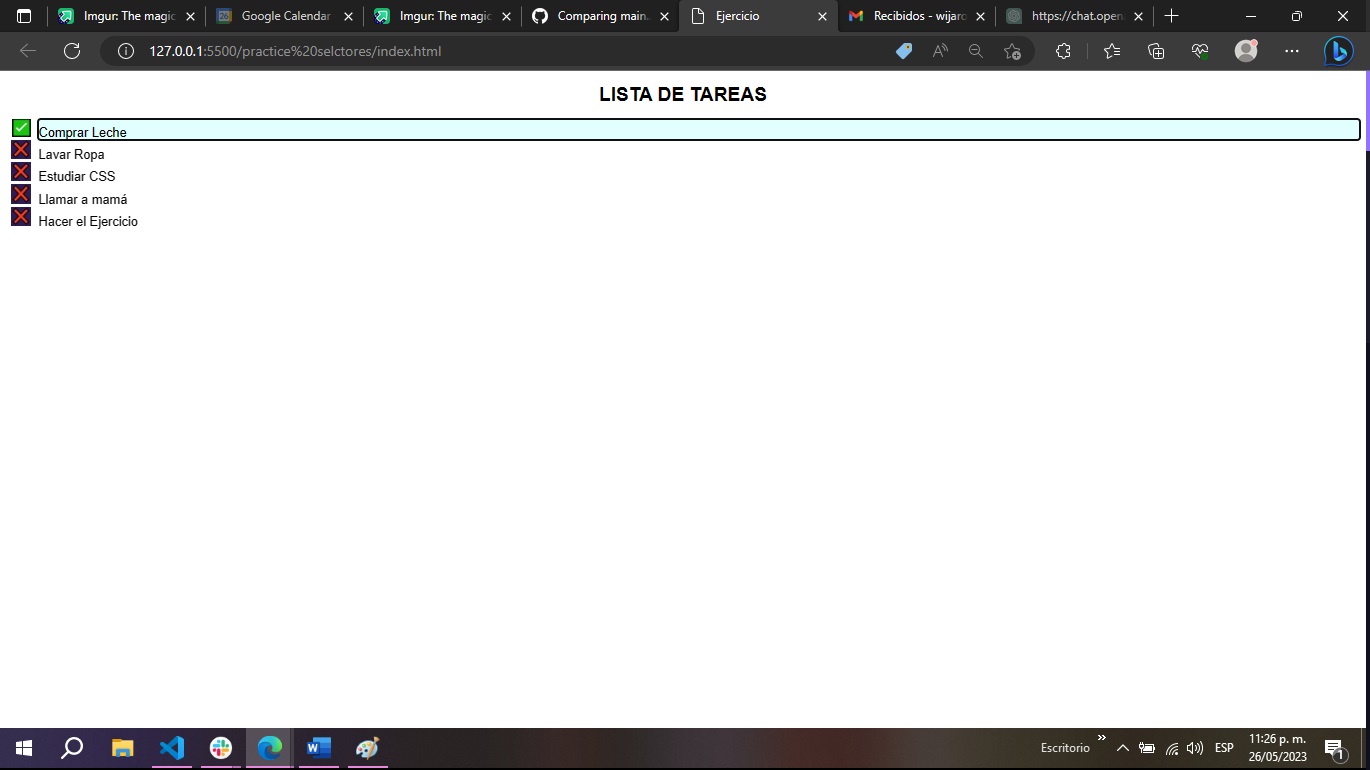 Imgur: The magic
Google Calendar
Imgur: The magic
Comparing main.
Ejercicio
Recibidos - wijaro
https://chat.open
127.0.0.1:5500/practice%20selctores/index.html
LISTA DE TAREAS
Comprar Leche
Lavar Ropa
Estudiar CSS
Llamar a mamá
Hacer el Ejercicio
Escritorio
ESP
11:26 p. m.
26/05/2023
1